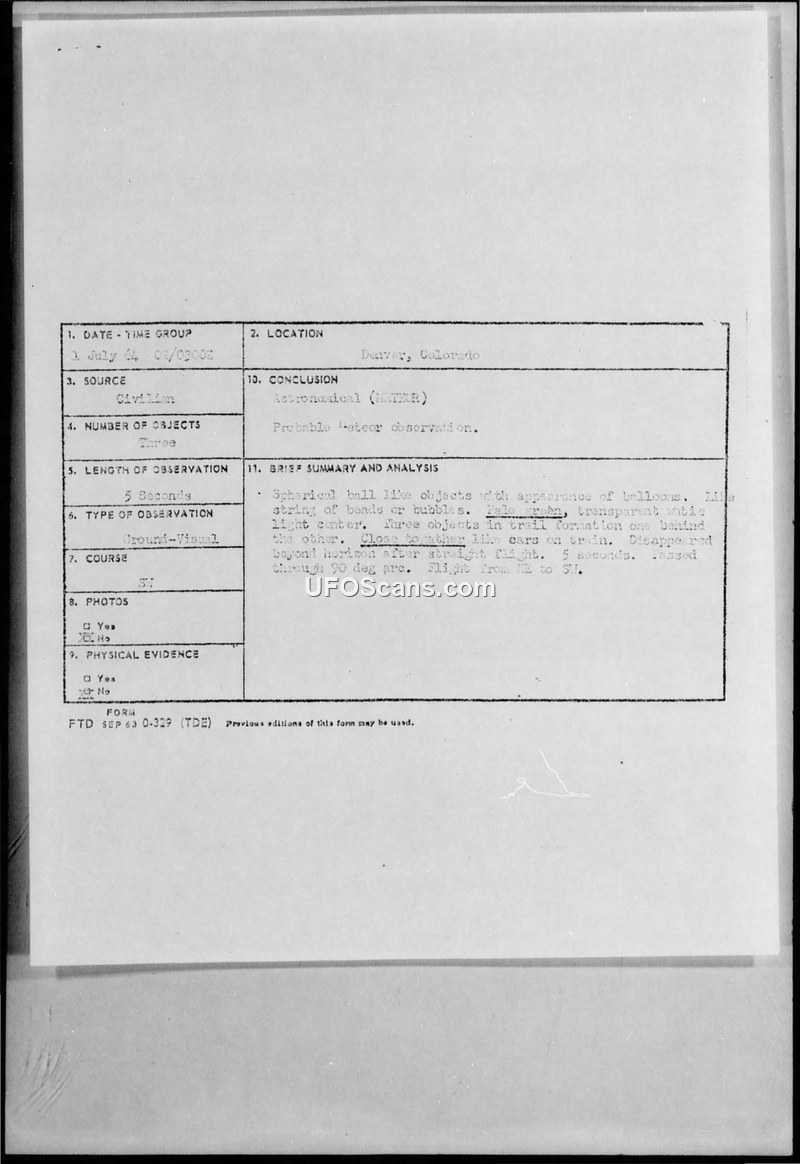 1. DATE - TIME GROUP
1 July 64
2. LOCATION
Denver, Colorado
3. SOURCE
Civilian
10. CONCLUSION
Astronomical (METEOR)
Probable Meteor observation.
4. NUMBER OF OBJECTS
Three
5. LENGTH OF OBSERVATION
5 Seconds
11. BRIEF SUMMARY AND ANALYSIS
Spherical ball like objects with appearance of balloons. Like
string of beads or bubbles. Pale green, transparent
light center. Three objects in trail formation one behind
the other. Close together like cars on train. Disappeared
beyond horizon after straight flight. 5 seconds. Passed
through 90 deg arc. Flight from NE to SW.
6. TYPE OF OBSERVATION
Ground-Visual
7. COURSE
SW
8. PHOTOS
□ Yes
No
9. PHYSICAL EVIDENCE
□ Yes
No
FORM
FTD SEP 63 0-329 (TDE) Previous editions of this form may be used.
UFOScans.com